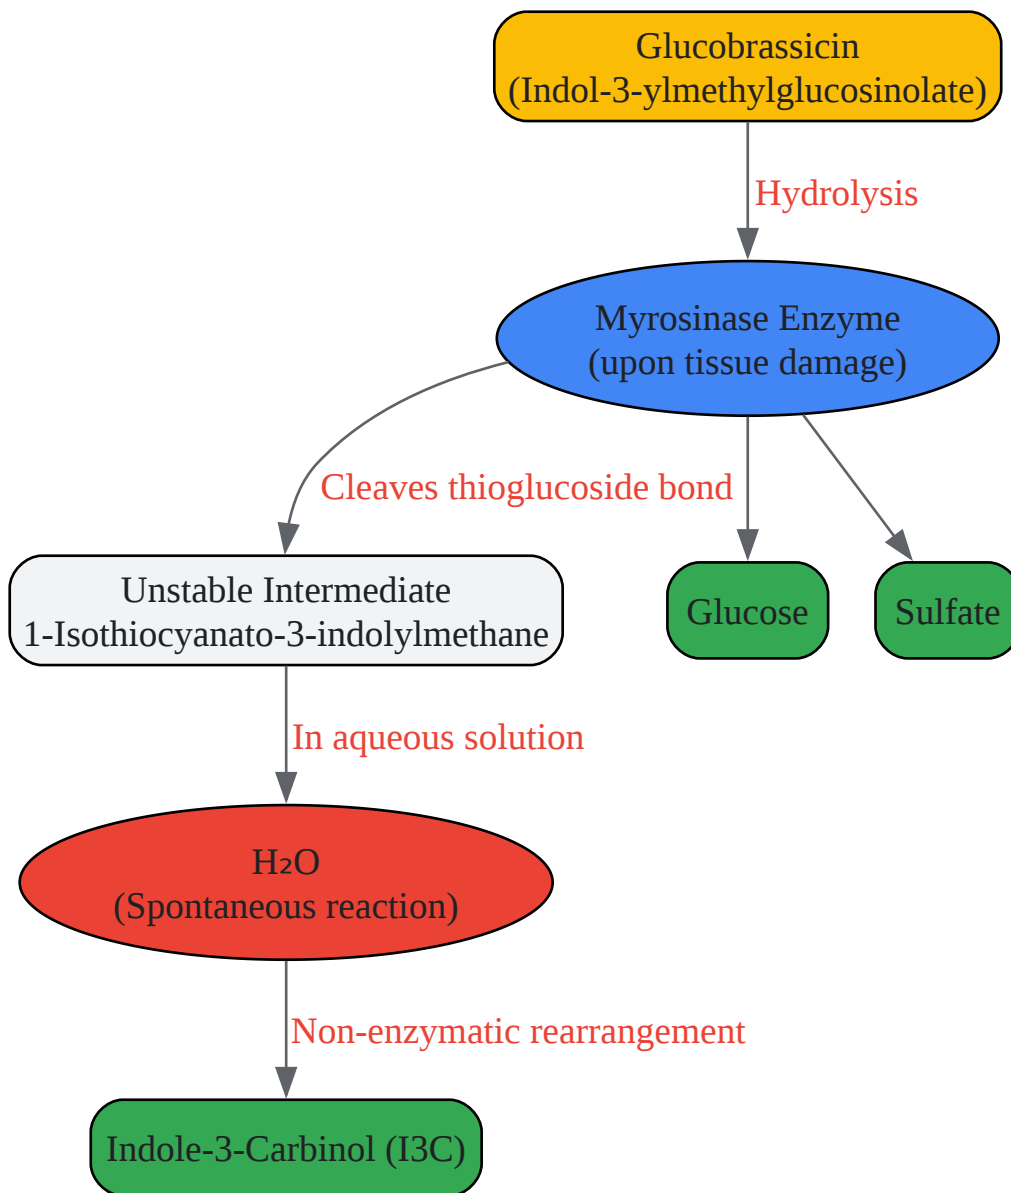 Glucobrassicin
(Indol-3-ylmethylglucosinolate)
Hydrolysis
Myrosinase Enzyme
(upon tissue damage)
Cleaves thioglucoside bond
Unstable Intermediate
1-Isothiocyanato-3-indolylmethane
Glucose
Sulfate
In aqueous solution
H₂O
(Spontaneous reaction)
Non-enzymatic rearrangement
Indole-3-Carbinol (I3C)